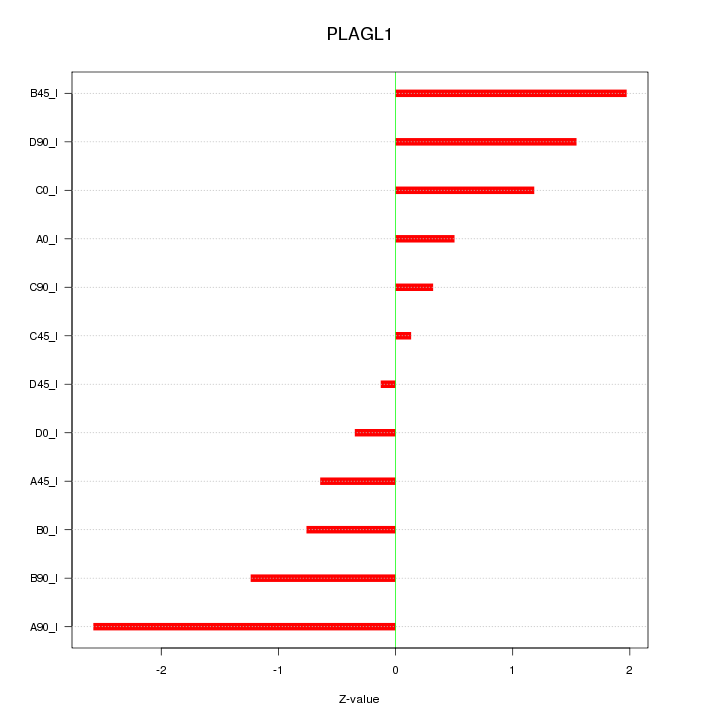 PLAGL1
B45_I
D90_I
C0_I
A0_I
C90_I
C45_I
D45_I
D0_I
A45_I
B0_I
B90_I
A90_I
-2 -1 0 1 2
Z-value